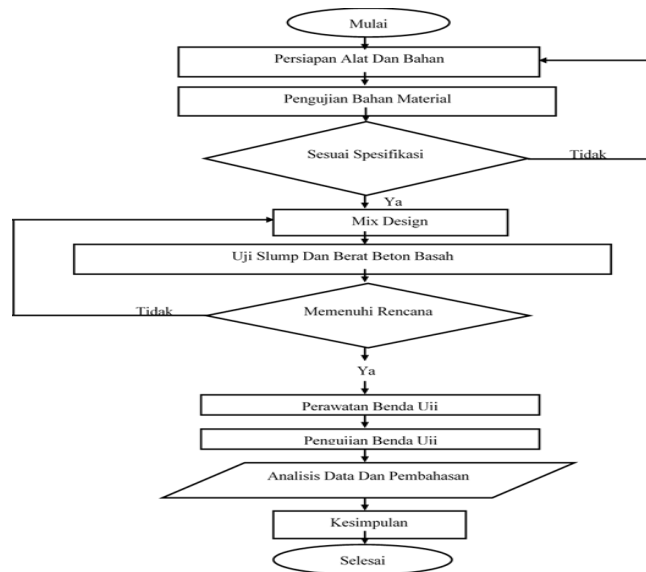 Mulai
Persiapan Alat Dan Bahan
Pengujian Bahan Material
Sesuai Spesifikasi
Tidak
Ya
Mix Design
Uji Slump Dan Berat Beton Basah
Memenuhi Rencana
Tidak
Ya
Perawatan Benda Uji
Pengujian Benda Uji
Analisis Data Dan Pembahasan
Kesimpulan
Selesai